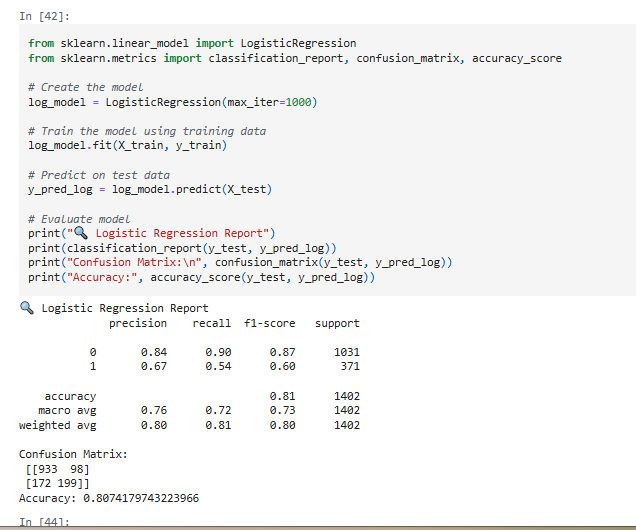 In [42]:
from sklearn.linear_model import LogisticRegression
from sklearn.metrics import classification_report, confusion_matrix, accuracy_score
# Create the model
log_model = LogisticRegression(max_iter=1000)
# Train the model using training data
log_model.fit(X_train, y_train)
# Predict on test data
y_pred_log = log_model.predict(X_test)
# Evaluate model
print("🔍 Logistic Regression Report")
print(classification_report(y_test, y_pred_log))
print("Confusion Matrix:\n", confusion_matrix(y_test, y_pred_log))
print("Accuracy:", accuracy_score(y_test, y_pred_log))
🔍 Logistic Regression Report
precision recall f1-score support
0 0.84 0.90 0.87 1031
1 0.67 0.54 0.60 371
accuracy 0.81 1402
macro avg 0.76 0.72 0.73 1402
weighted avg 0.80 0.81 0.80 1402
Confusion Matrix:
[[933 98]
[172 199]]
Accuracy: 0.8074179743223966
In [44]: